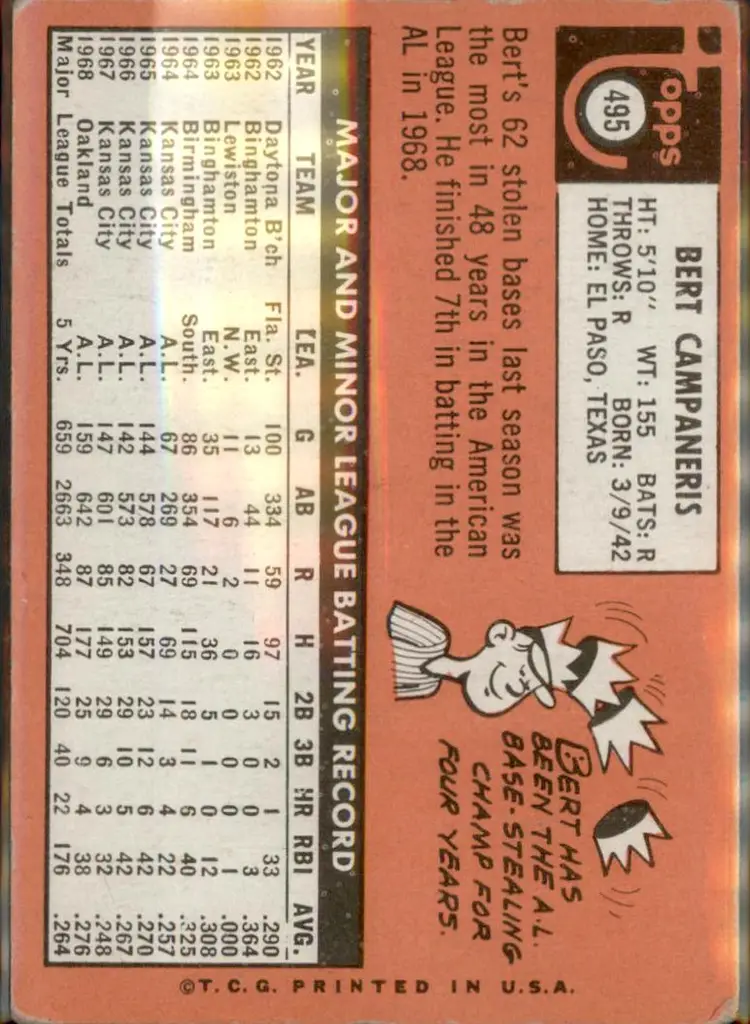 Topps
495
BERT CAMPANERIS
HT: 5'10" WT: 155 BATS: R
THROWS: R BORN: 3/9/42
HOME: EL PASO, TEXAS
Bert's 62 stolen bases last season was
the most in 48 years in the American
League. He finished 7th in batting in the
AL in 1968.
BERT HAS
BEEN THE A.L.
BASE-STEALING
CHAMP FOR
FOUR YEARS.
MAJOR AND MINOR LEAGUE BATTING RECORD
YEAR TEAM LEA. G AB R H 2B 3B HR RBI AVG.
1962 Daytona B'ch Fla. St. 100 334 59 97 15 2 1 33 .290
1962 Binghamton East. 13 44 11 16 3 0 0 3 .364
1963 Lewiston N.W. 11 6 2 0 0 0 0 1 .000
1963 Binghamton East. 35 117 21 36 5 1 0 12 .308
1964 Birmingham South. 86 354 69 115 18 11 6 40 .325
1964 Kansas City A.L. 67 269 27 69 14 3 4 22 .257
1965 Kansas City A.L. 144 578 67 157 23 12 6 42 .270
1966 Kansas City A.L. 142 573 82 153 29 10 5 42 .267
1967 Kansas City A.L. 147 601 85 149 29 6 3 32 .248
1968 Oakland A.L. 159 642 87 177 25 9 4 38 .276
Major League Totals 5 Yrs. 659 2663 348 704 120 40 22 176 .264
©T.C.G. PRINTED IN U.S.A.